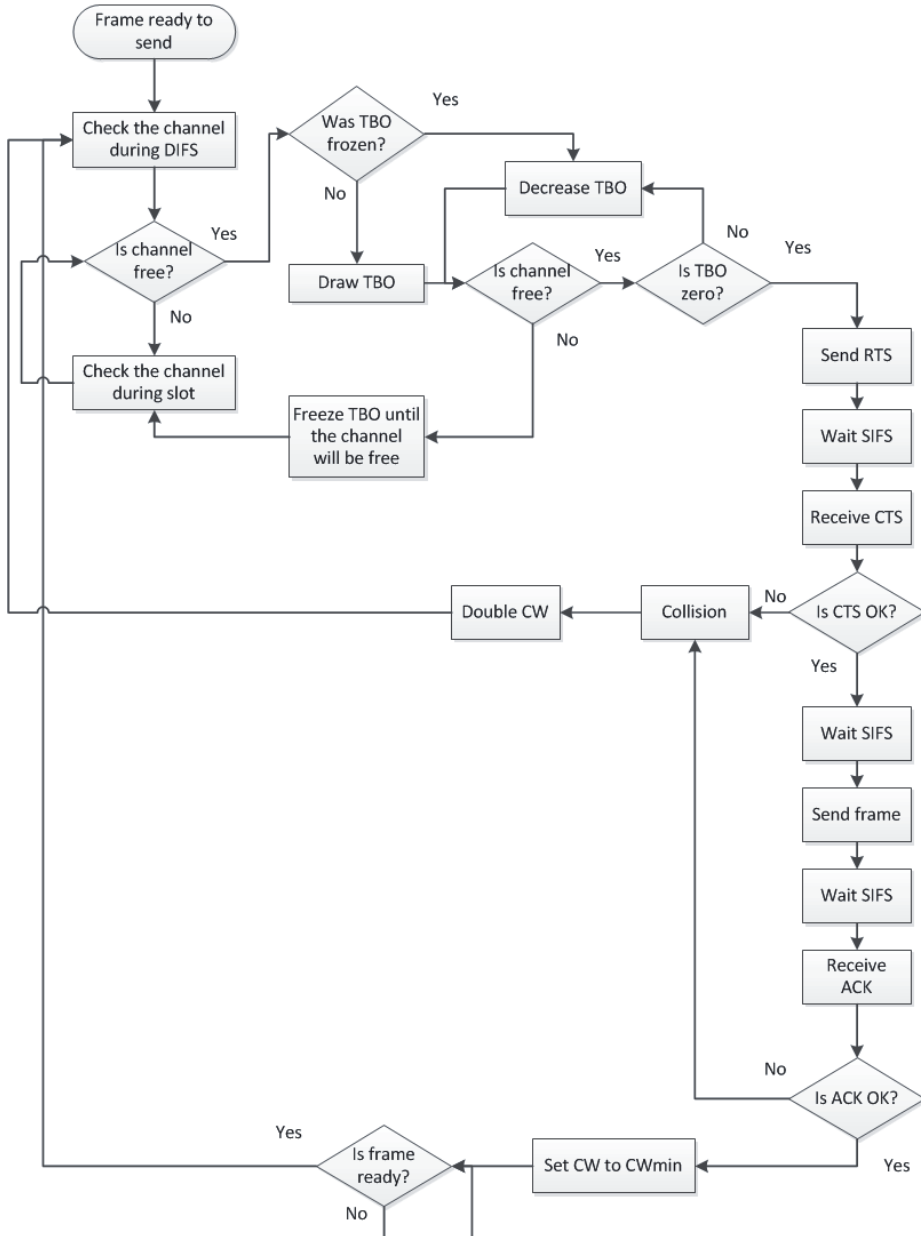 Frame ready to
send
Check the channel
during DIFS
Is channel
free?
Yes
No
Check the channel
during slot
Was TBO
frozen?
Yes
No
Draw TBO
Decrease TBO
Is channel
free?
Yes
No
Freeze TBO until
the channel
will be free
Is TBO
zero?
No
Yes
Send RTS
Wait SIFS
Receive CTS
Is CTS OK?
No
Collision
Double CW
Yes
Wait SIFS
Send frame
Wait SIFS
Receive
ACK
Is ACK OK?
No
Yes
Set CW to CWmin
Is frame
ready?
Yes
No